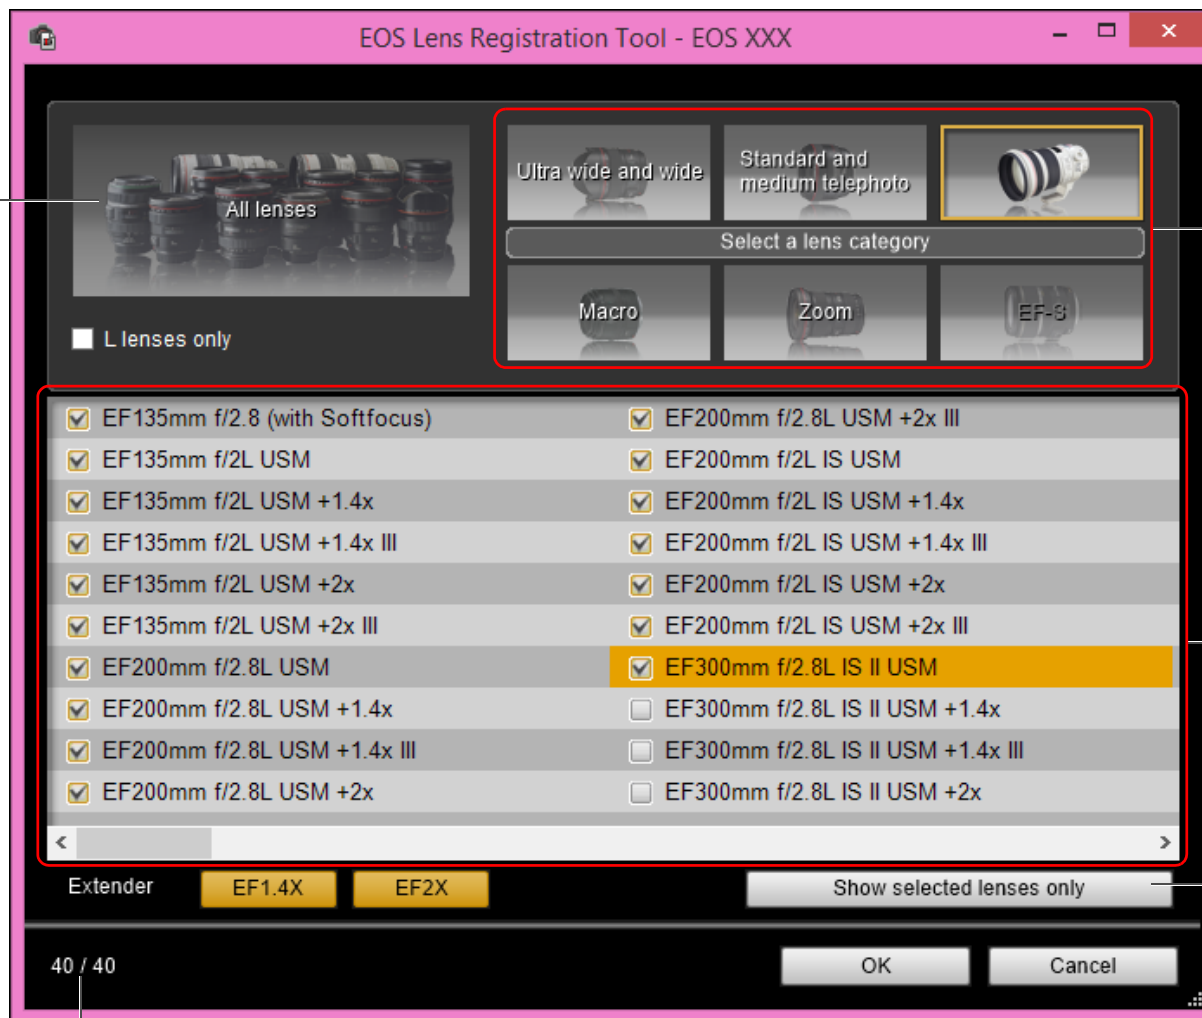 EOS Lens Registration Tool - EOS XXX
All lenses
Ultra wide and wide
Standard and
medium telephoto
Select a lens category
Macro
Zoom
EF-S
L lenses only
EF135mm f/2.8 (with Softfocus)
EF135mm f/2L USM
EF135mm f/2L USM +1.4x
EF135mm f/2L USM +1.4x III
EF135mm f/2L USM +2x
EF135mm f/2L USM +2x III
EF200mm f/2.8L USM
EF200mm f/2.8L USM +1.4x
EF200mm f/2.8L USM +1.4x III
EF200mm f/2.8L USM +2x
EF200mm f/2.8L USM +2x III
EF200mm f/2L IS USM
EF200mm f/2L IS USM +1.4x
EF200mm f/2L IS USM +1.4x III
EF200mm f/2L IS USM +2x
EF200mm f/2L IS USM +2x III
EF300mm f/2.8L IS II USM
EF300mm f/2.8L IS II USM +1.4x
EF300mm f/2.8L IS II USM +1.4x III
EF300mm f/2.8L IS II USM +2x
Extender
EF1.4X
EF2X
Show selected lenses only
40 / 40
OK
Cancel